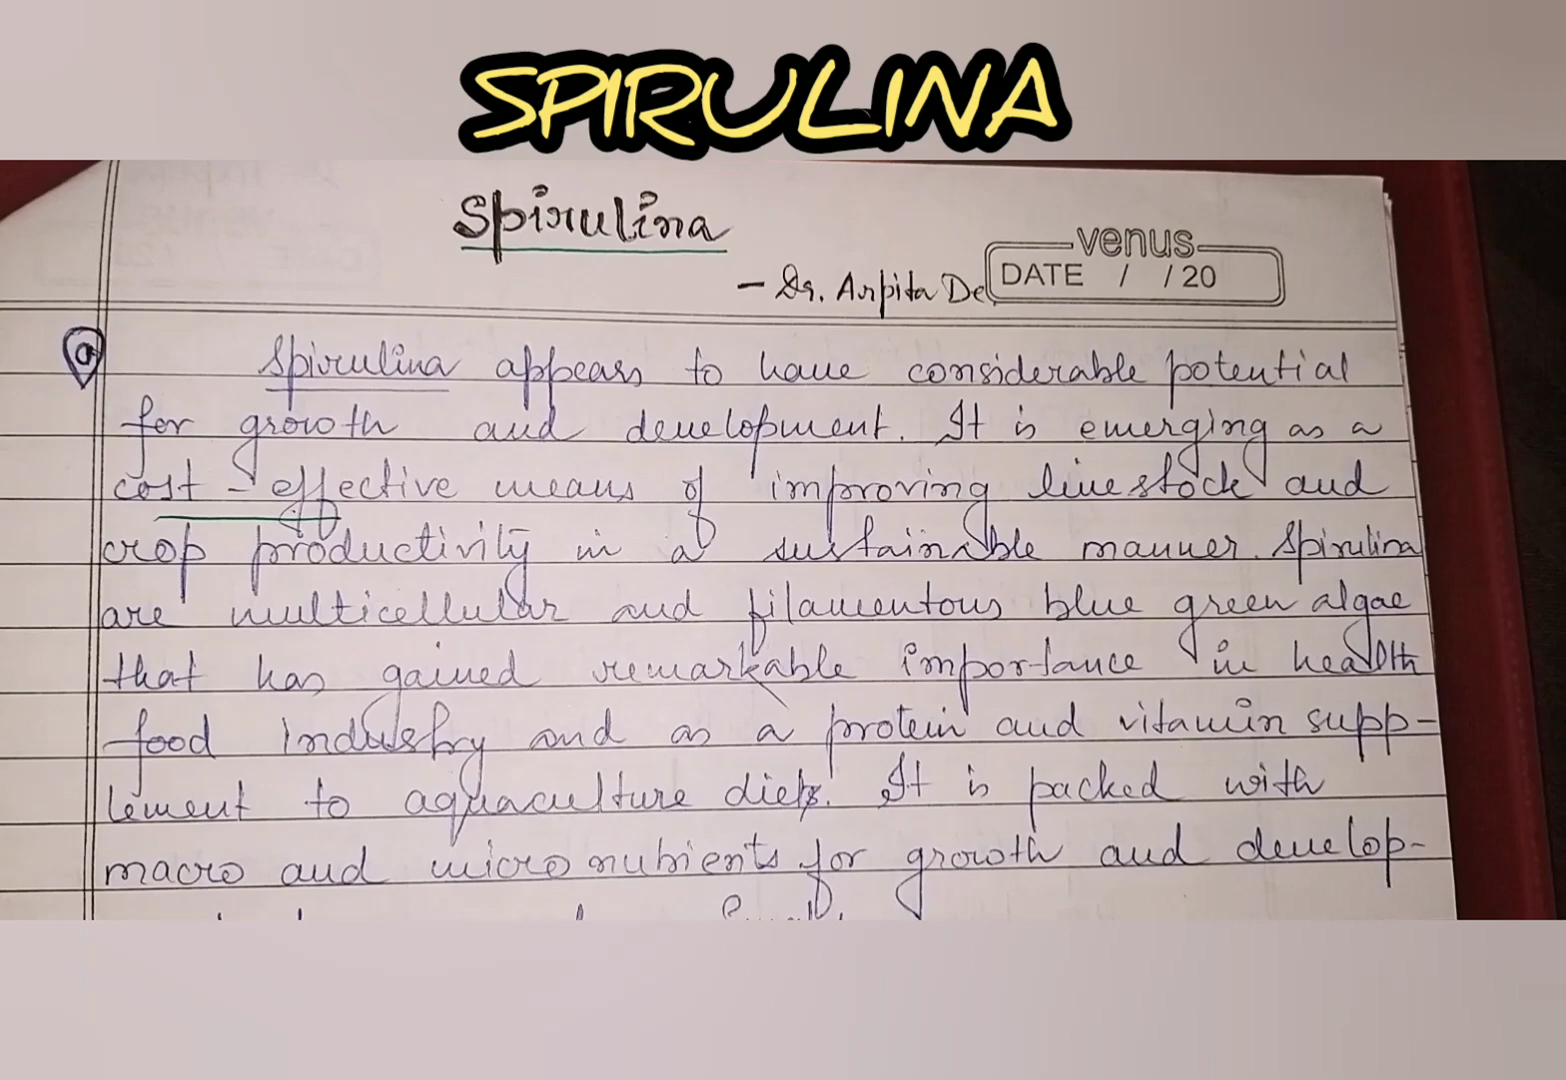 SPIRULINA
Spirulina
venus
- Dr. Arpita De
DATE / / 20
a
Spirulina appears to have considerable potential
for growth and development. It is emerging as a
cost-effective means of improving livestock and
crop productivity in a sustainable manner. Spirulina
are multicellular and filamentous blue green algae
that has gained remarkable importance in health
food industry and as a protein and vitamin supp-
lement to aquaculture diets. It is packed with
macro and micro nutrients for growth and develop-